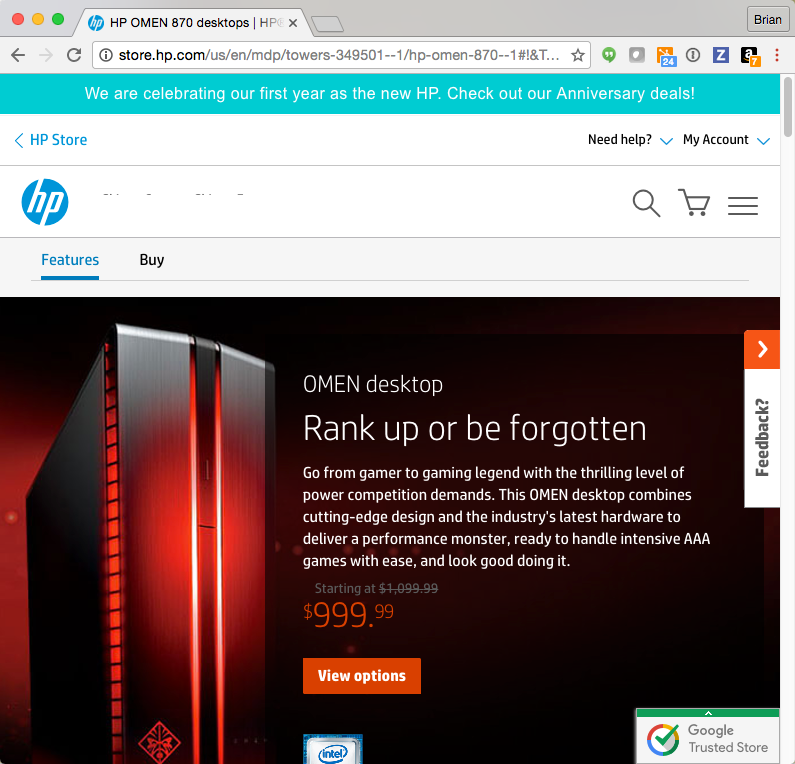 HP OMEN 870 desktops | HP®
Brian
store.hp.com/us/en/mdp/towers-349501--1/hp-omen-870--1#!&T...
24
Z
a
7
We are celebrating our first year as the new HP. Check out our Anniversary deals!
HP Store
Need help?
My Account
hp
Features
Buy
OMEN desktop
Rank up or be forgotten
Go from gamer to gaming legend with the thrilling level of
power competition demands. This OMEN desktop combines
cutting-edge design and the industry's latest hardware to
deliver a performance monster, ready to handle intensive AAA
games with ease, and look good doing it.
Starting at $1,099.99
$999.99
View options
Feedback?
intel
Google
Trusted Store